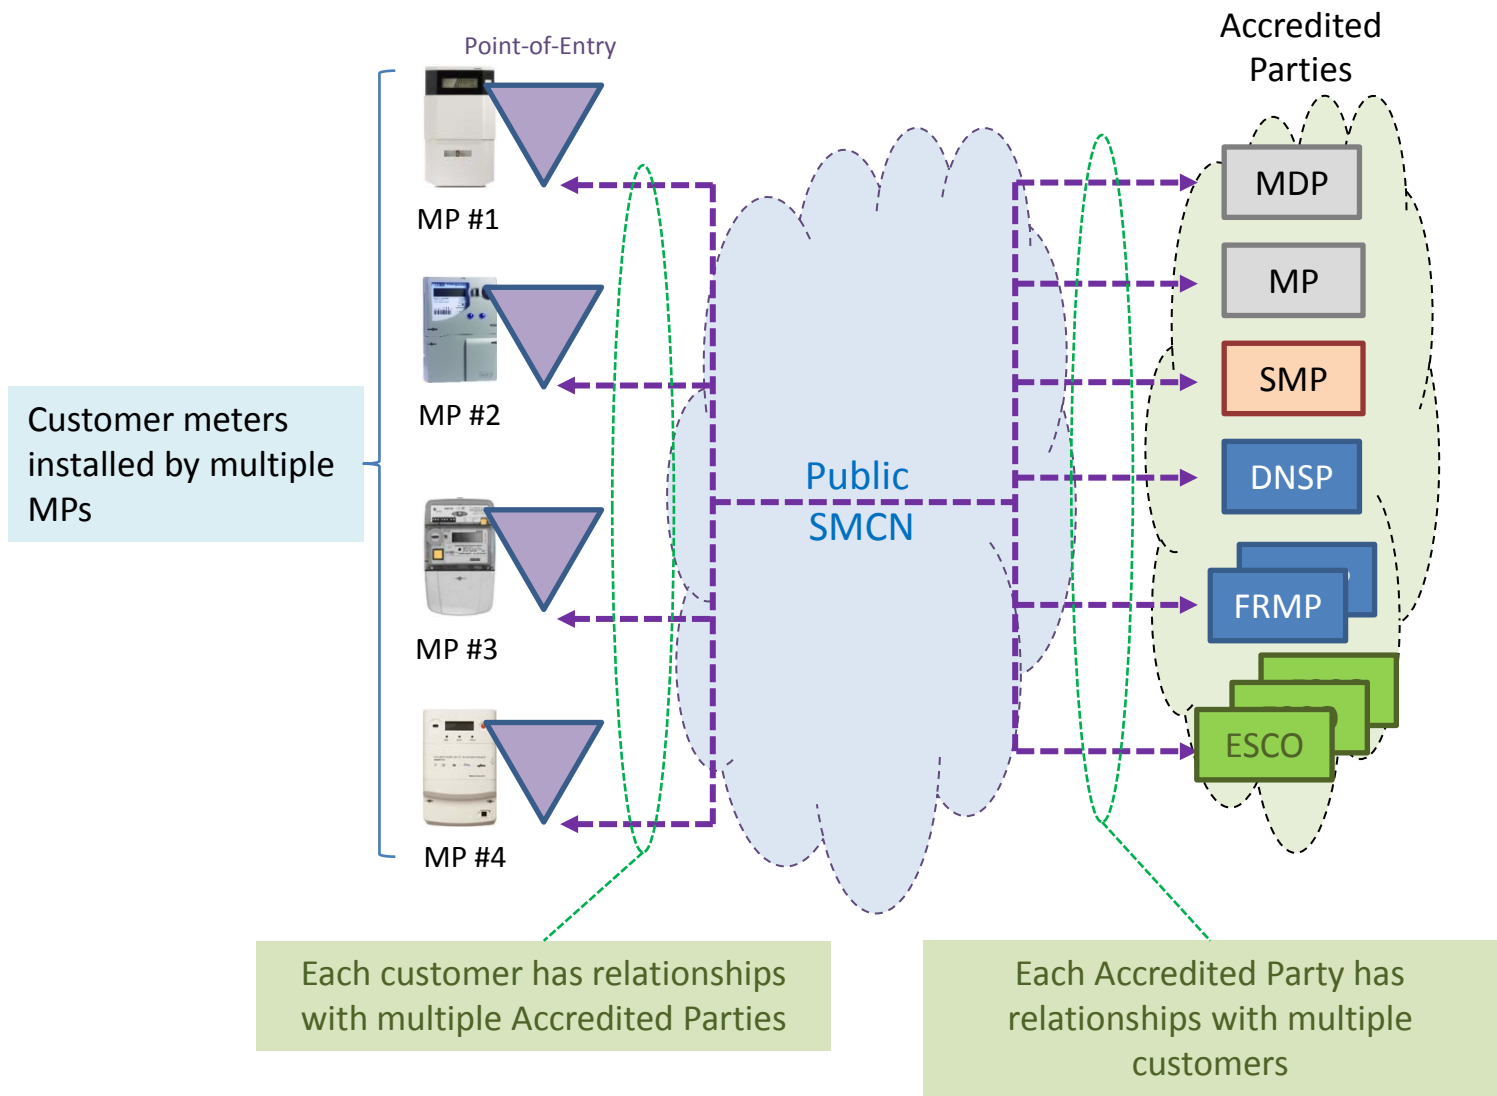 Point-of-Entry
Accredited
Parties
MP #1
MP #2
MP #3
MP #4
Customer meters
installed by multiple
MPs
Public
SMCN
MDP
MP
SMP
DNSP
FRMP
ESCO
Each customer has relationships
with multiple Accredited Parties
Each Accredited Party has
relationships with multiple
customers